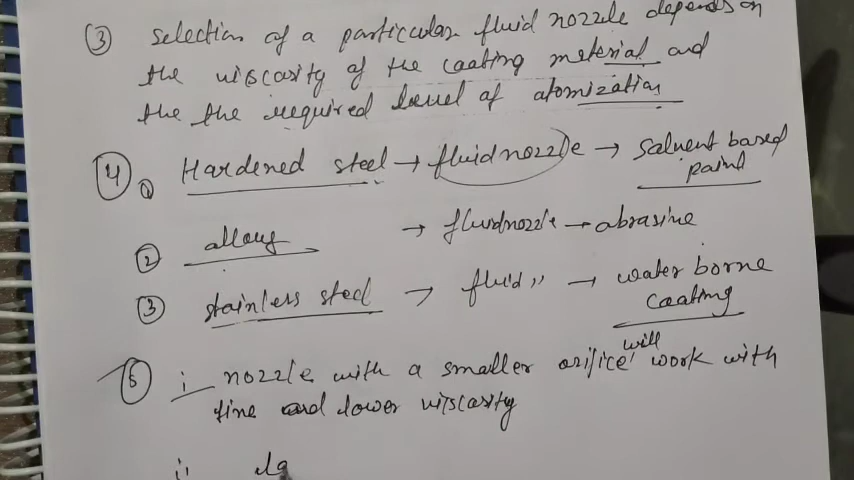 ③ selection of a particular fluid nozzle depends on
the viscosity of the coating material and
the the required level of atomization
④ ① Hardened steel → fluid nozzle → solvent based
paint
② alloy → fluid nozzle → abrasive
③ stainless steel → fluid " → water borne
coating
⑤ i nozzle with a smaller orifice will work with
fine and lower viscosity
ii la